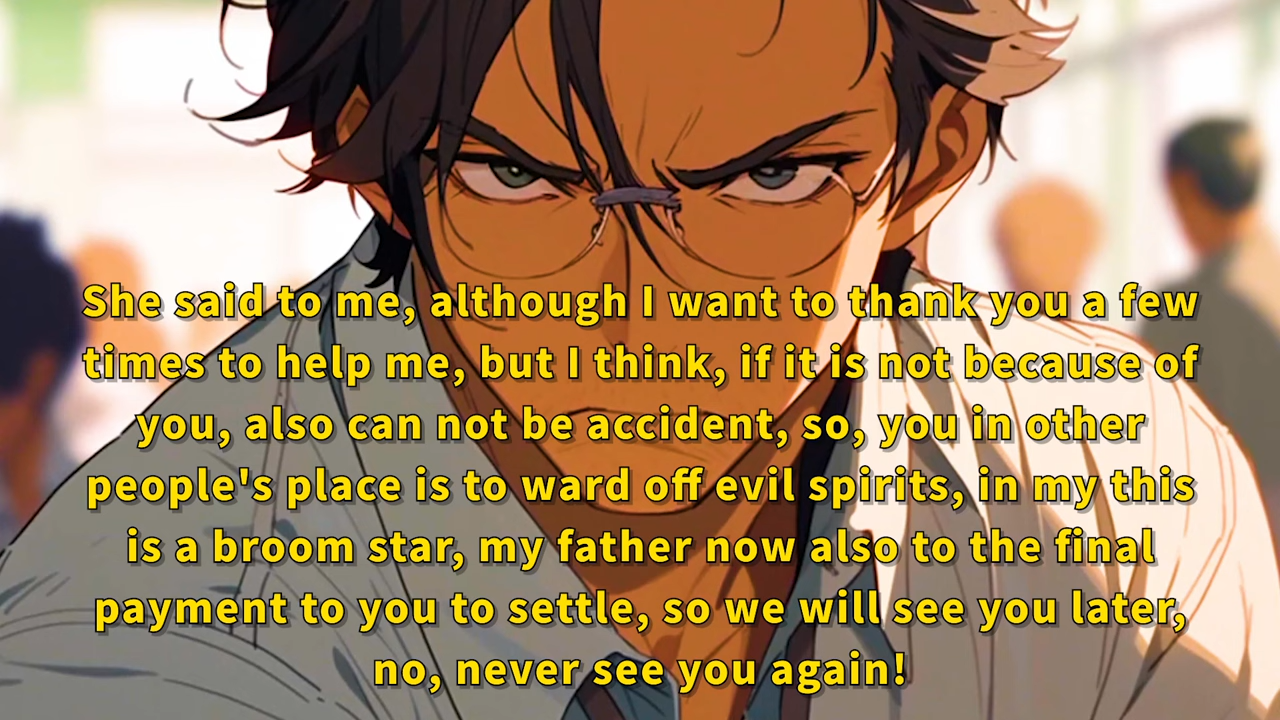 She said to me, although I want to thank you a few
times to help me, but I think, if it is not because of
you, also can not be accident, so, you in other
people's place is to ward off evil spirits, in my this
is a broom star, my father now also to the final
payment to you to settle, so we will see you later,
no, never see you again!